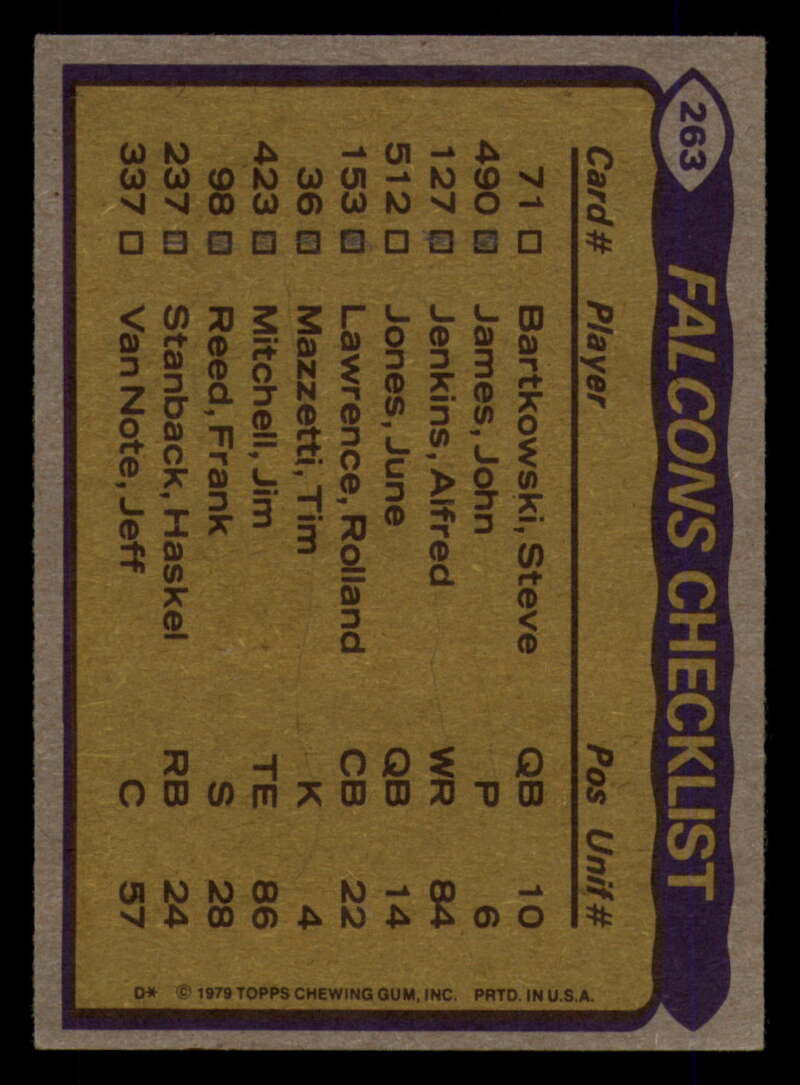 263
FALCONS CHECKLIST
Card# Player Pos Unif#
71 □ Bartkowski, Steve QB 10
490 □ James, John P 6
127 □ Jenkins, Alfred WR 84
512 □ Jones, June QB 14
153 □ Lawrence, Rolland CB 22
36 □ Mazzetti, Tim K 4
423 □ Mitchell, Jim TE 86
98 □ Reed, Frank S 28
237 □ Stanback, Haskel RB 24
337 □ Van Note, Jeff C 57
D* © 1979 TOPPS CHEWING GUM, INC. PRTD. IN U.S.A.